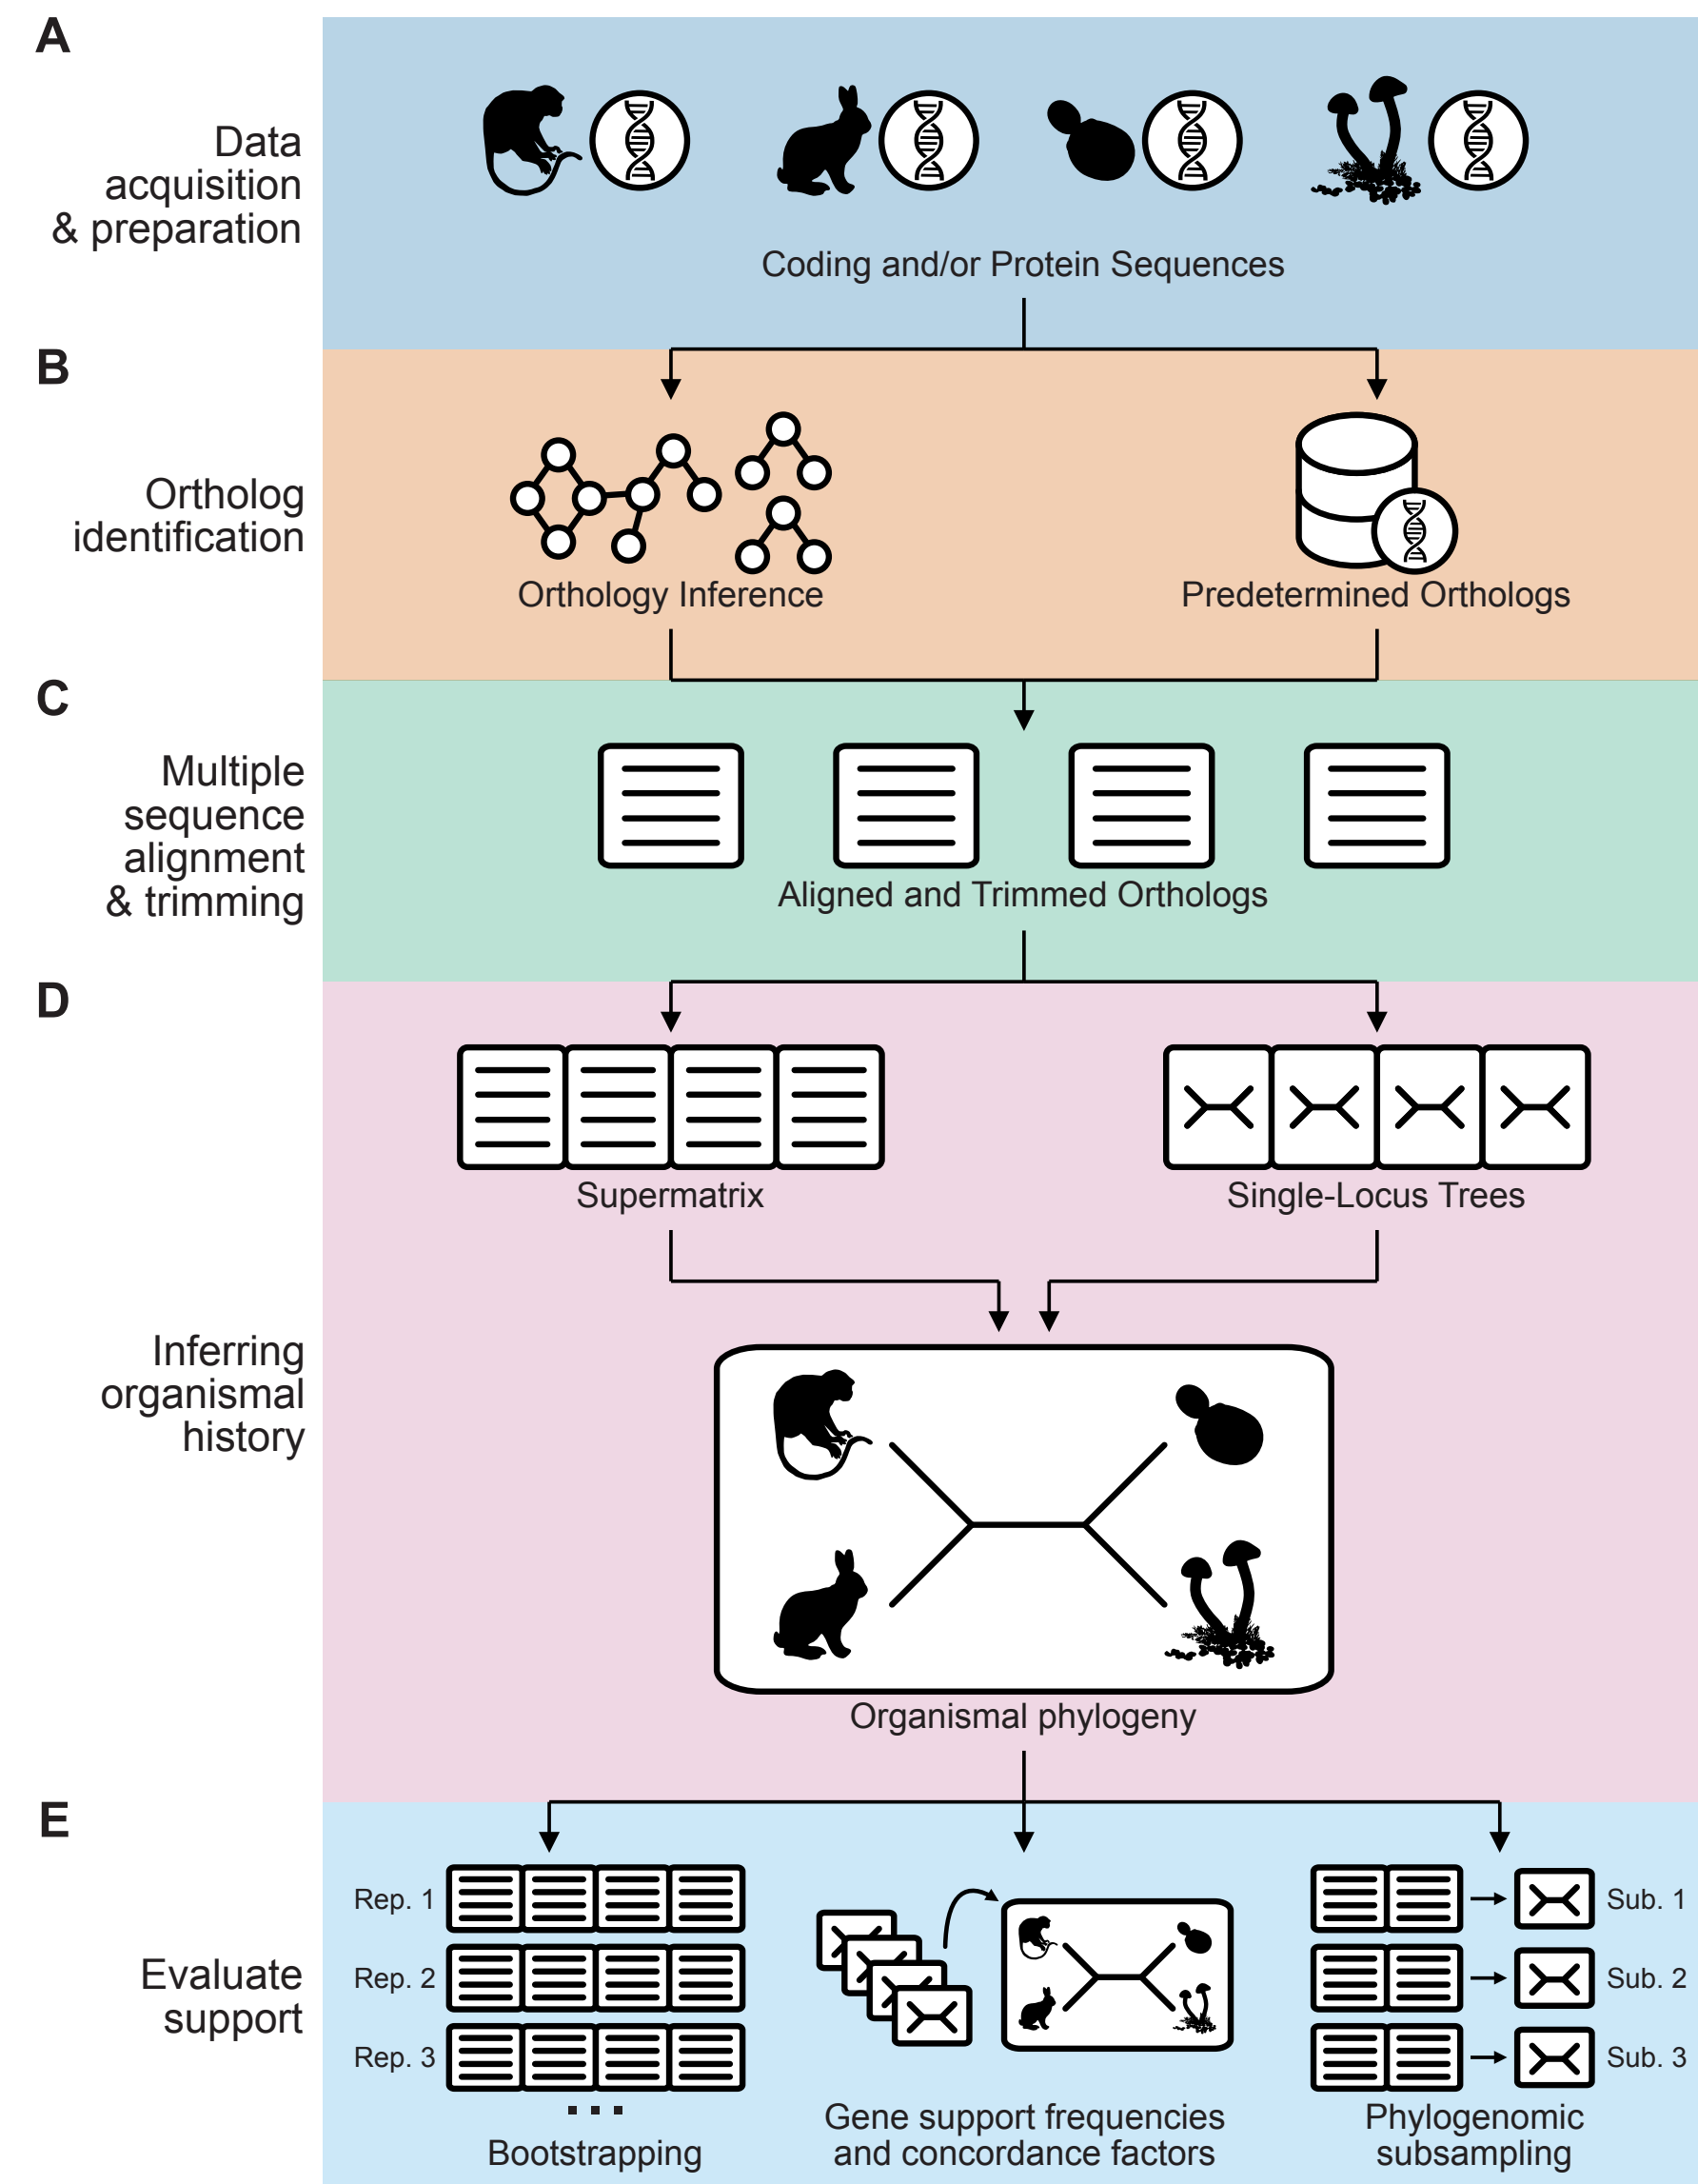 A
Data
acquisition
& preparation
Coding and/or Protein Sequences
B
Ortholog
identification
Orthology Inference
Predetermined Orthologs
C
Multiple
sequence
alignment
& trimming
Aligned and Trimmed Orthologs
D
Supermatrix
Single-Locus Trees
Inferring
organismal
history
Organismal phylogeny
E
Evaluate
support
Rep. 1
Rep. 2
Rep. 3
...
Bootstrapping
Gene support frequencies
and concordance factors
Sub. 1
Sub. 2
Sub. 3
Phylogenomic
subsampling